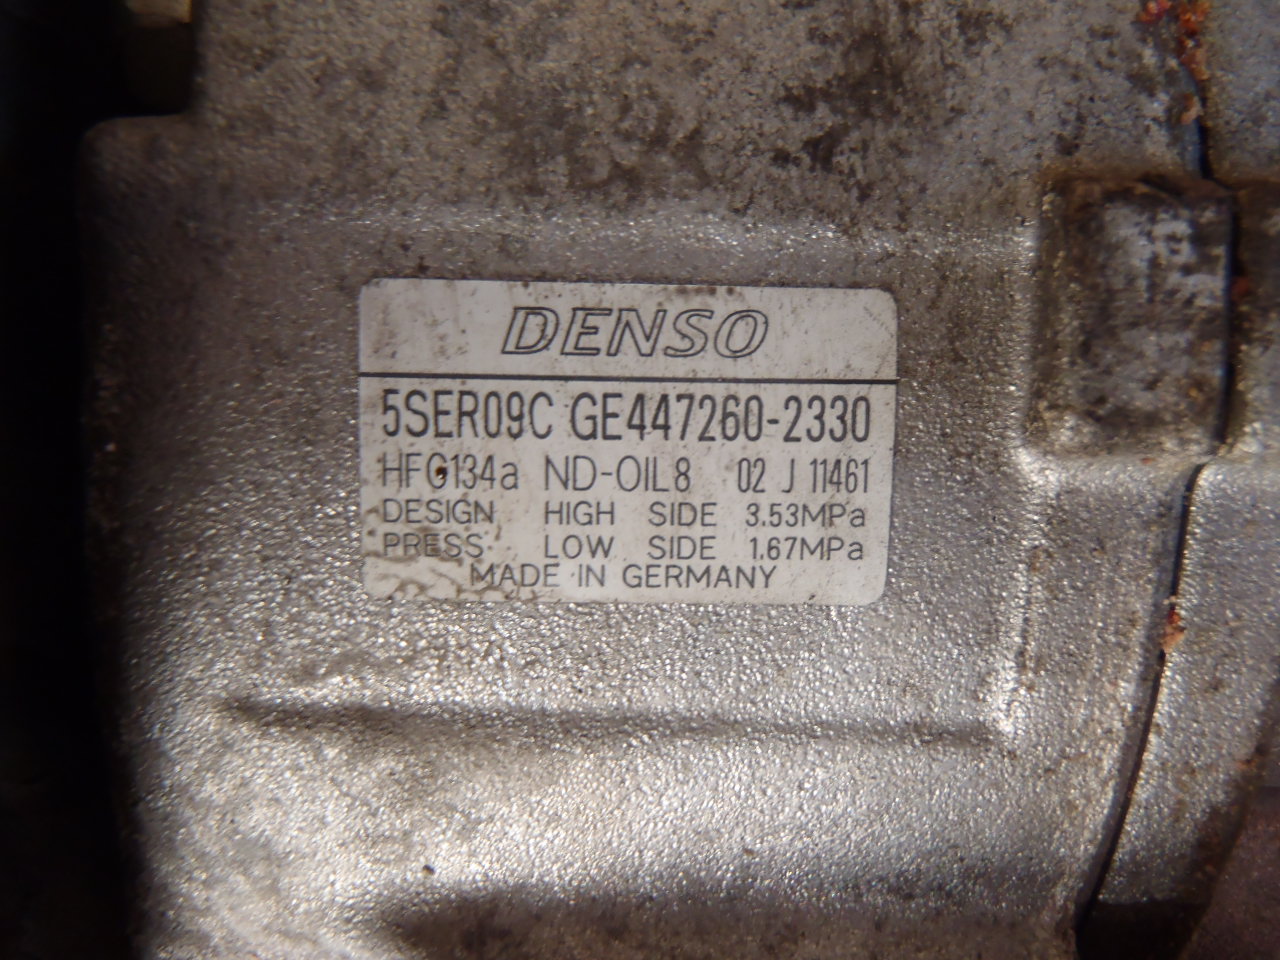 DENSO
5SER09C GE447260-2330
HFC134a ND-OIL8 02 J 11461
DESIGN HIGH SIDE 3.53MPa
PRESS. LOW SIDE 1.67MPa
MADE IN GERMANY